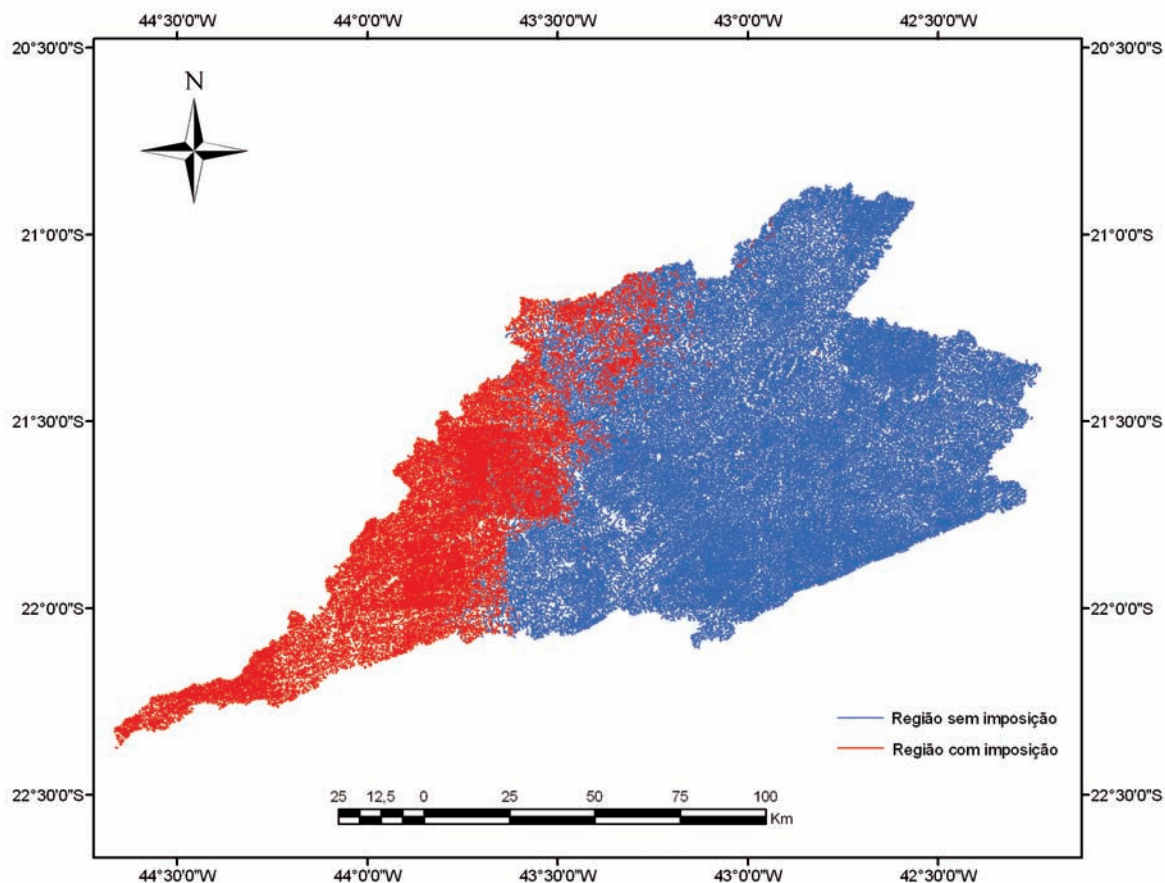 44°30'0"W 44°0'0"W 43°30'0"W 43°0'0"W 42°30'0"W
20°30'0"S 20°30'0"S
N
21°0'0"S 21°0'0"S
21°30'0"S 21°30'0"S
22°0'0"S 22°0'0"S
Região sem imposição
Região com imposição
22°30'0"S 22°30'0"S
25 12,5 0 25 50 75 100
Km
44°30'0"W 44°0'0"W 43°30'0"W 43°0'0"W 42°30'0"W